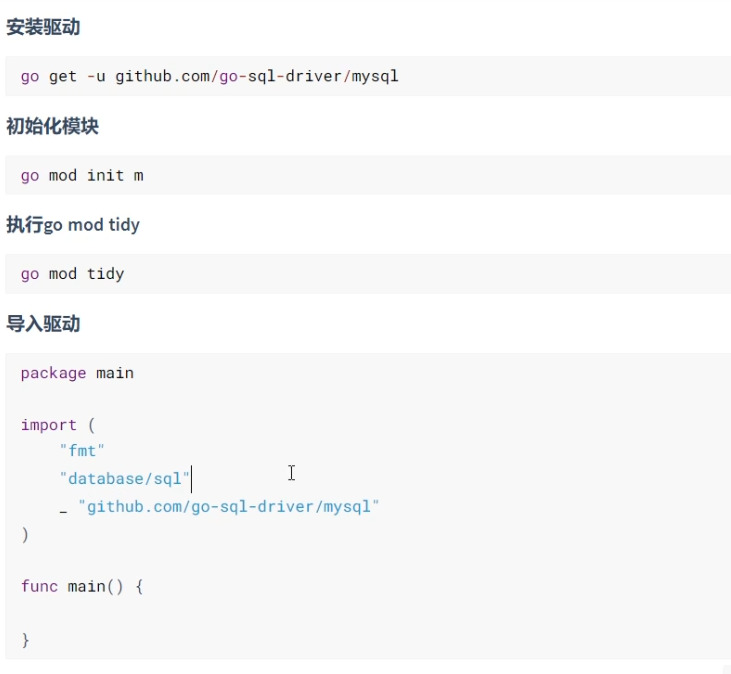 安装驱动
go get -u github.com/go-sql-driver/mysql
初始化模块
go mod init m
执行go mod tidy
go mod tidy
导入驱动
package main
import (
"fmt"
"database/sql"
_ "github.com/go-sql-driver/mysql"
)
func main() {
}